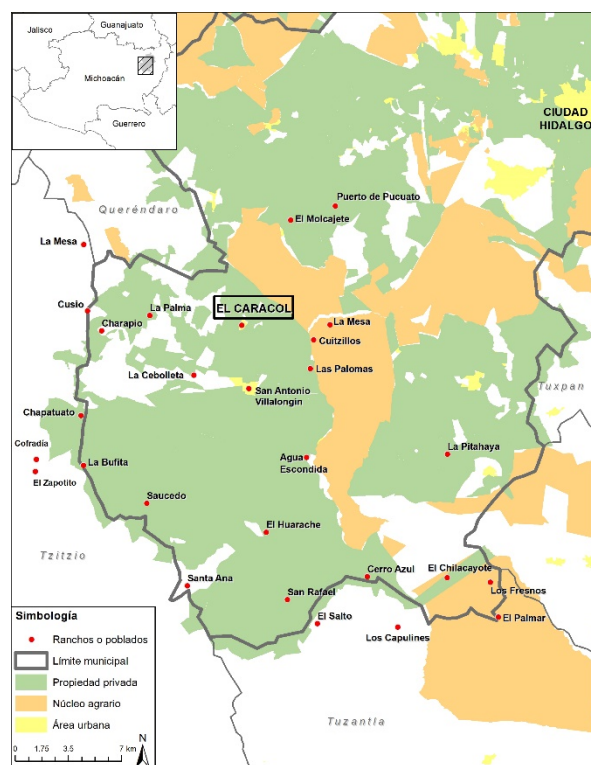 Jalisco
Guanajuato
Michoacán
Guerrero
CIUDAD
HIDALGO
Puerto de Pucuato
Queréndaro
El Molcajete
La Mesa
Cusio
La Palma
EL CARACOL
La Mesa
Charapio
Cuitzillos
La Cebolleta
Las Palomas
San Antonio
Villalongin
Tuxpan
Chapatuato
Cofradía
La Bufita
El Zapotito
Agua
Escondida
La Pitahaya
Saucedo
El Huarache
Tzitzio
Santa Ana
Cerro Azul
El Chilacayote
Los Fresnos
San Rafael
El Salto
Los Capulines
El Palmar
Tuzantla
Simbología
Ranchos o poblados
Límite municipal
Propiedad privada
Núcleo agrario
Área urbana
0 1.75 3.5 7 km
N